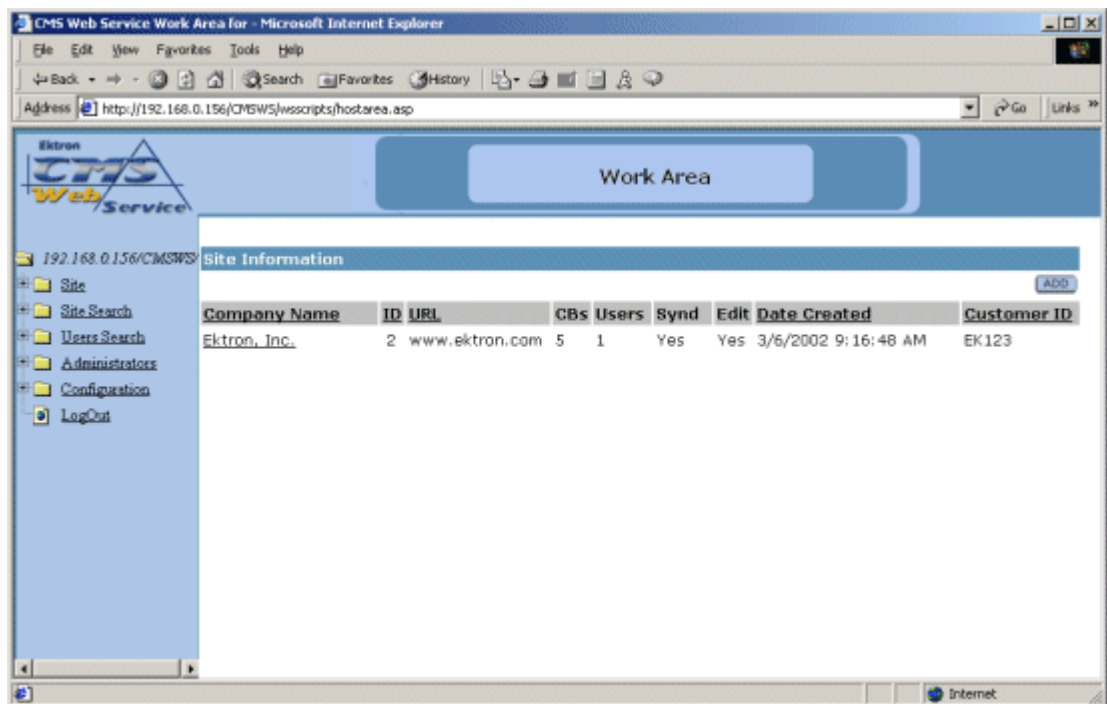 CMS Web Service Work Area for - Microsoft Internet Explorer
File Edit View Favorites Tools Help
Back Search Favorites History
Address http://192.168.0.156/CMSWS/wsscripts/hostarea.asp Go Links »
Ektron
CMS
Web
Service
Work Area
192.168.0.156/CMSWS/
Site Information
Site
ADD
Site Search
Company Name ID URL CBs Users Synd Edit Date Created Customer ID
Users Search
Ektron, Inc. 2 www.ektron.com 5 1 Yes Yes 3/6/2002 9:16:48 AM EK123
Administrators
Configuration
LogOut
Internet